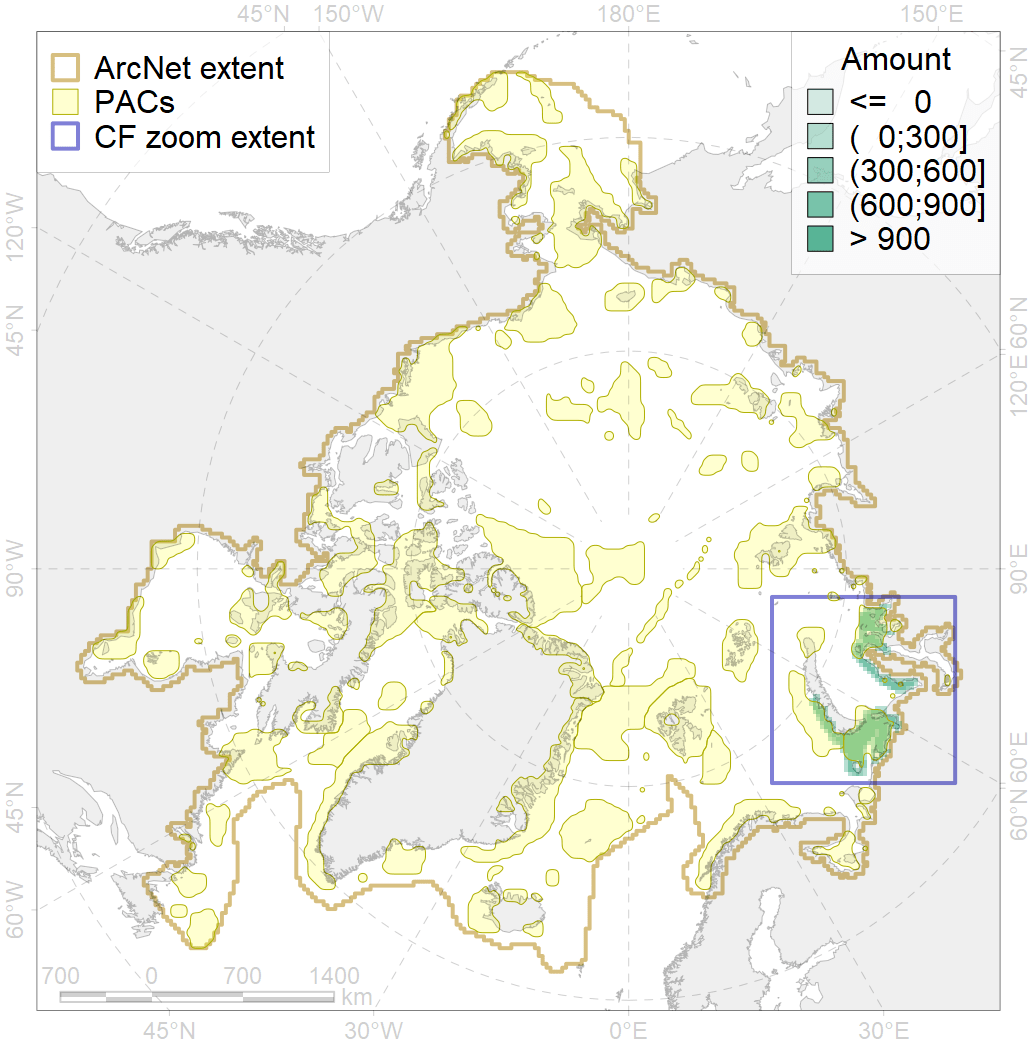 45°N 150°W 180°E 150°E
ArcNet extent
PACs
CF zoom extent
Amount
<= 0
( 0;300]
(300;600]
(600;900]
> 900
45°N
120°W
45°N
60°N
120°E
90°W
90°E
60°E
45°N
60°N
60°W
700 0 700 1400
km
45°N 30°W 0°E 30°E